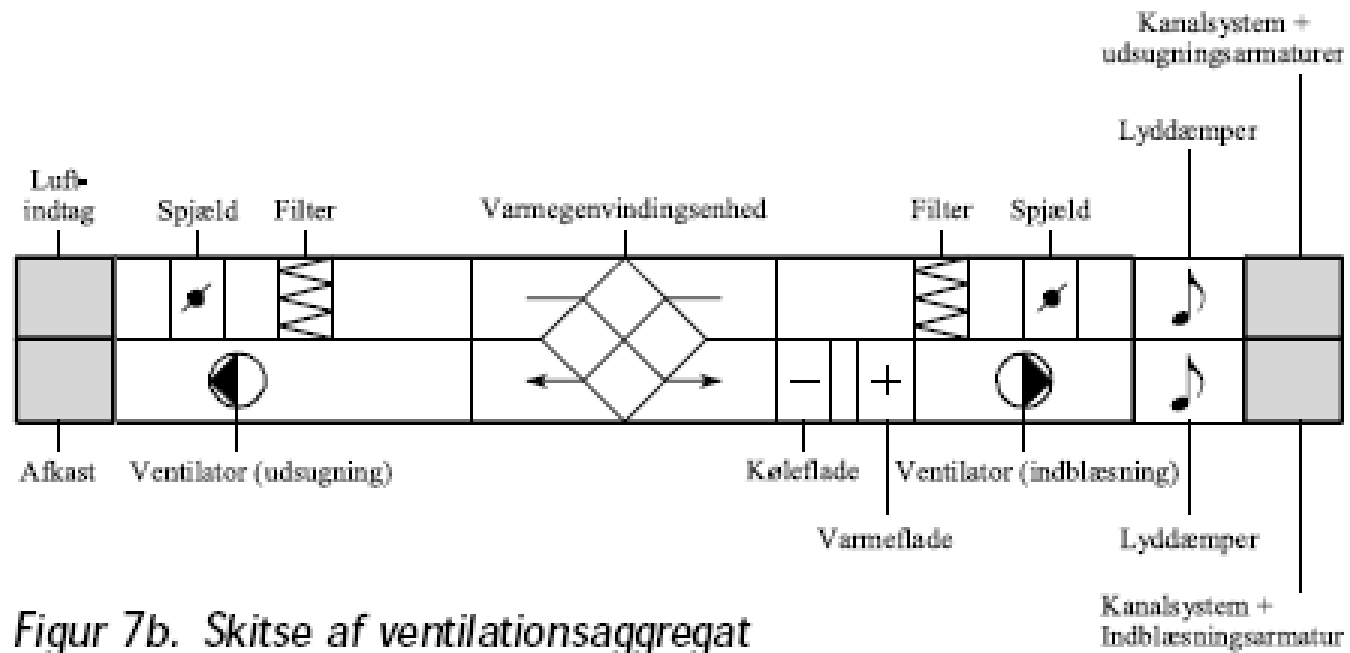 Kanalsystem +
udsugningsarmaturer
Lyddæmper
Luft-
indtag
Spjæld
Filter
Varmegenvindingsenhed
Filter
Spjæld
Afkast
Ventilator (udsugning)
Køleflade
Ventilator (indblæsning)
Varmeflade
Lyddæmper
Kanalsystem +
Indblæsningsarmatur
Figur 7b. Skitse af ventilationsaggregat